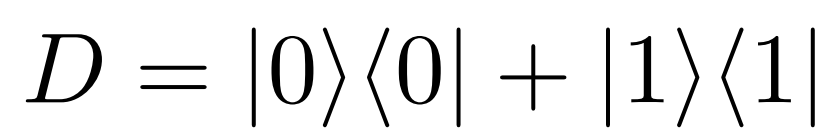 D = |0⟩⟨0| + |1⟩⟨1|